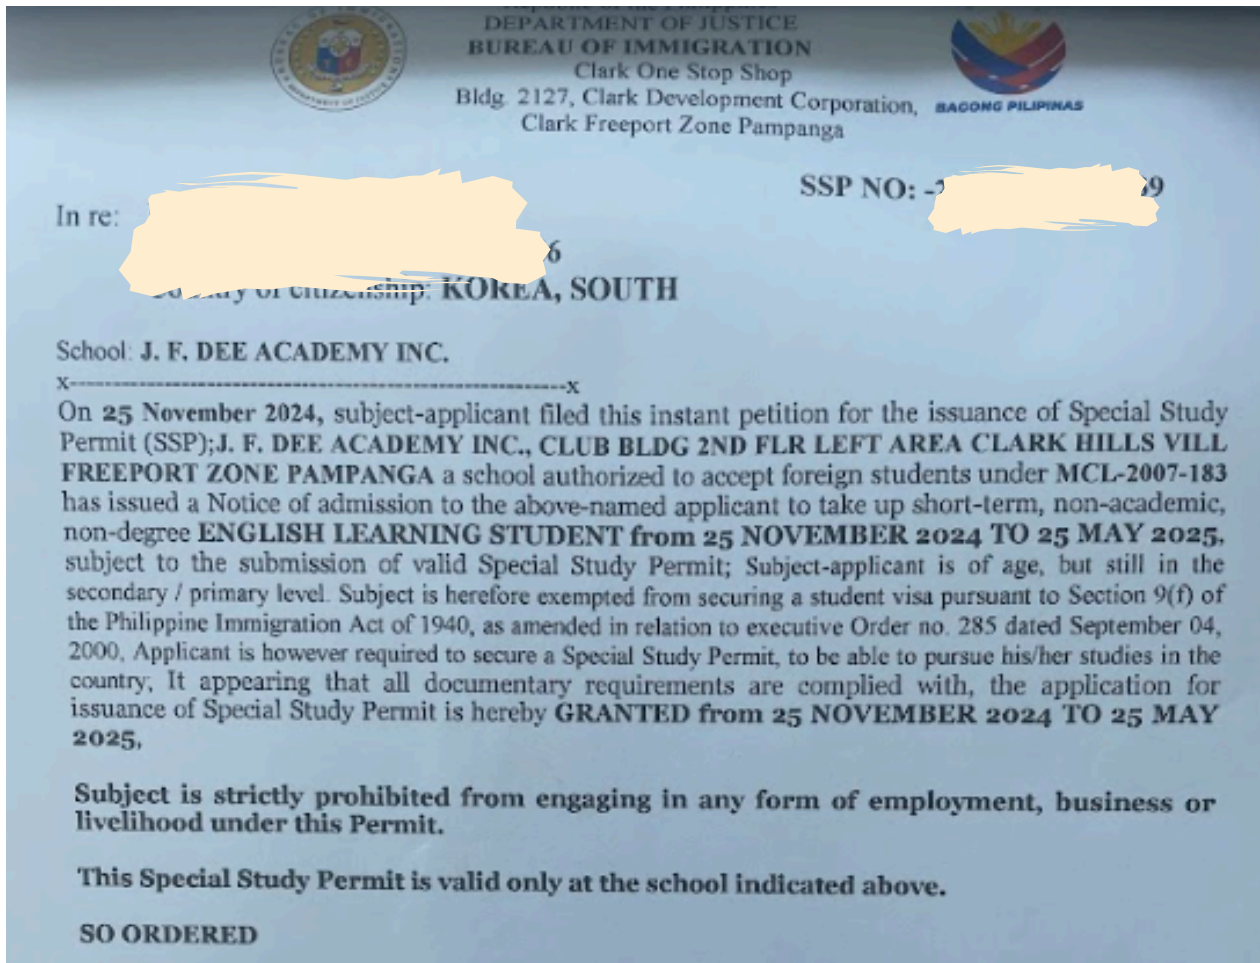 DEPARTMENT OF JUSTICE
BUREAU OF IMMIGRATION
Clark One Stop Shop
Bldg. 2127, Clark Development Corporation,
Clark Freeport Zone Pampanga
BAGONG PILIPINAS
SSP NO: -
In re:
of citizenship: KOREA, SOUTH
School: J. F. DEE ACADEMY INC.
x-----------------------------------------------------------x
On 25 November 2024, subject-applicant filed this instant petition for the issuance of Special Study
Permit (SSP);J. F. DEE ACADEMY INC., CLUB BLDG 2ND FLR LEFT AREA CLARK HILLS VILL
FREEPORT ZONE PAMPANGA a school authorized to accept foreign students under MCL-2007-183
has issued a Notice of admission to the above-named applicant to take up short-term, non-academic,
non-degree ENGLISH LEARNING STUDENT from 25 NOVEMBER 2024 TO 25 MAY 2025,
subject to the submission of valid Special Study Permit; Subject-applicant is of age, but still in the
secondary / primary level. Subject is herefore exempted from securing a student visa pursuant to Section 9(f) of
the Philippine Immigration Act of 1940, as amended in relation to executive Order no. 285 dated September 04,
2000, Applicant is however required to secure a Special Study Permit, to be able to pursue his/her studies in the
country; It appearing that all documentary requirements are complied with, the application for
issuance of Special Study Permit is hereby GRANTED from 25 NOVEMBER 2024 TO 25 MAY
2025,
Subject is strictly prohibited from engaging in any form of employment, business or
livelihood under this Permit.
This Special Study Permit is valid only at the school indicated above.
SO ORDERED